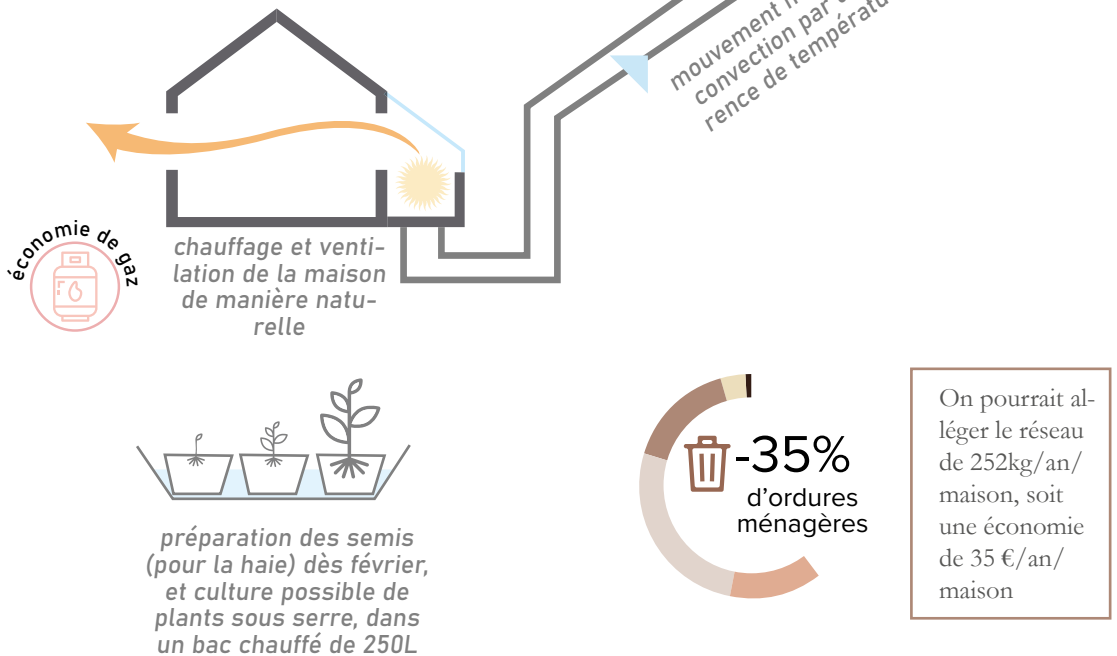 mouvement
convection par
rence de températu
économie de gaz
chauffage et venti-
lation de la maison
de manière natu-
relle
préparation des semis
(pour la haie) dès février,
et culture possible de
plants sous serre, dans
un bac chauffé de 250L
-35%
d'ordures
ménagères
On pourrait al-
léger le réseau
de 252kg/an/
maison, soit
une économie
de 35 €/an/
maison